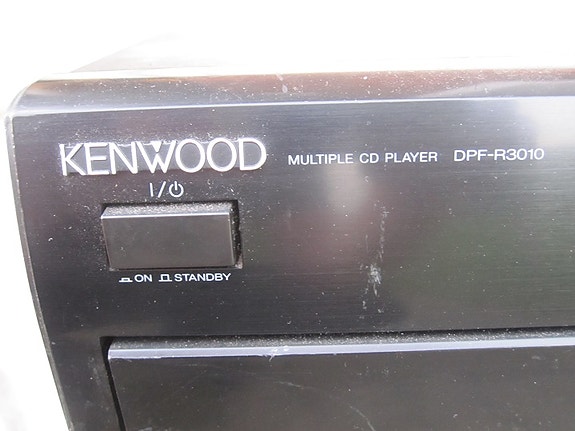 KENWOOD MULTIPLE CD PLAYER DPF-R3010
I/⏻
ON STANDBY